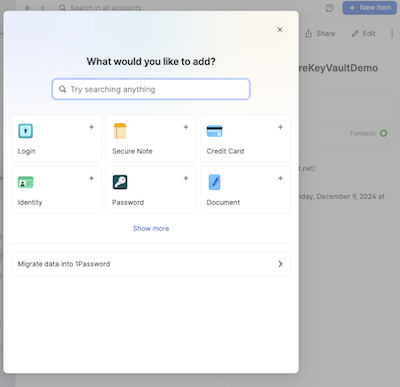 Search in all accounts
+ New Item
Share
Edit
What would you like to add?
Try searching anything
reKeyVaultDemo
Login
Secure Note
Credit Card
Fantastic
Identity
Password
Document
.net/
day, December 9, 2024 at
Show more
Migrate data into 1Password